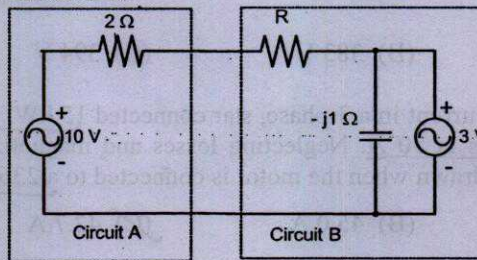 2 Ω
R
+
10 V
-
-j1 Ω
+
3 V
Circuit A
Circuit B